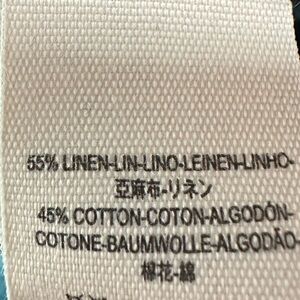 55% LINEN-LIN-LINO-LEINEN-LINHO-
亞麻布-リネン
45% COTTON-COTON-ALGODÓN-
COTONE-BAUMWOLLE-ALGODÃO-
棉花-綿